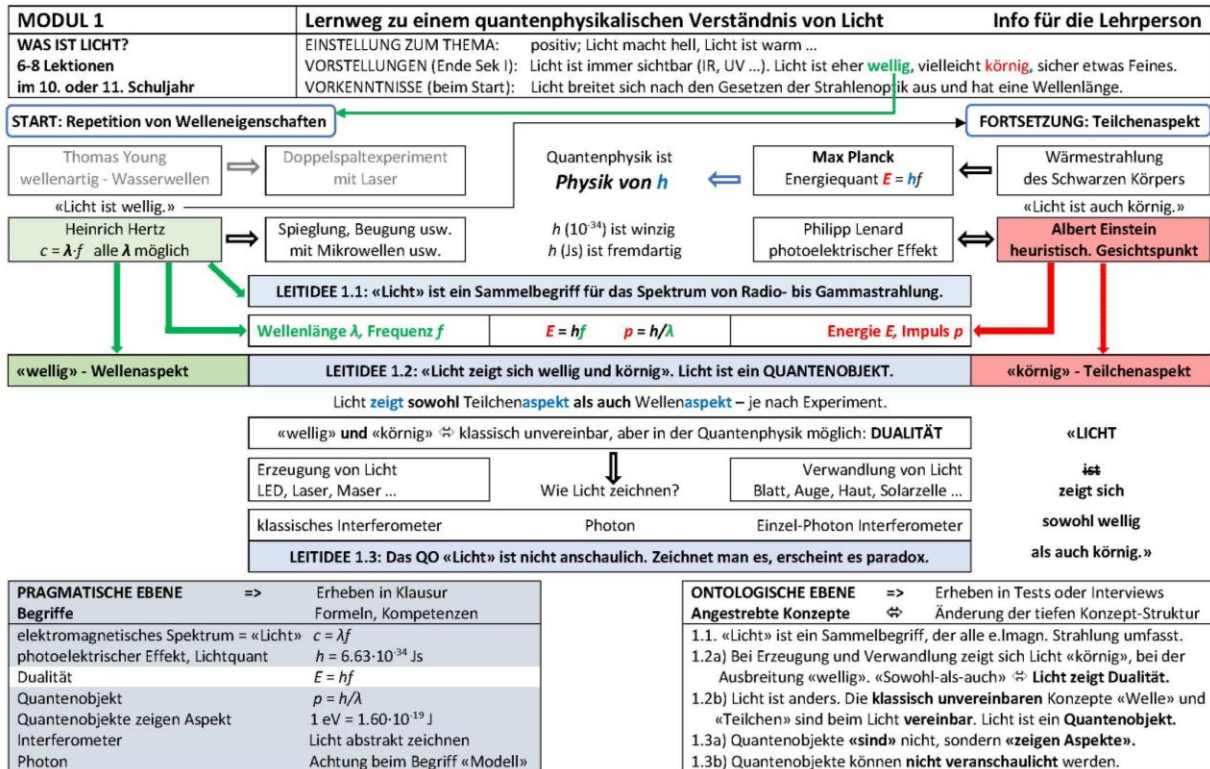 MODUL 1 Lernweg zu einem quantenphysikalischen Verständnis von Licht Info für die Lehrperson
WAS IST LICHT? EINSTELLUNG ZUM THEMA: positiv; Licht macht hell, Licht ist warm ...
6-8 Lektionen VORSTELLUNGEN (Ende Sek I): Licht ist immer sichtbar (IR, UV ...). Licht ist eher wellig, vielleicht körnig, sicher etwas Feines.
im 10. oder 11. Schuljahr VORKENNTNISSE (beim Start): Licht breitet sich nach den Gesetzen der Strahlenoptik aus und hat eine Wellenlänge.
START: Repetition von Welleneigenschaften
FORTSETZUNG: Teilchenaspekt
Thomas Young
wellenartig - Wasserwellen
Doppelspaltexperiment
mit Laser
Quantenphysik ist
Physik von h
Max Planck
Energiequant E = hf
Wärmestrahlung
des Schwarzen Körpers
«Licht ist wellig.»
«Licht ist auch körnig.»
Heinrich Hertz
c = λ·f alle λ möglich
Spieglung, Beugung usw.
mit Mikrowellen usw.
h (10⁻³⁴) ist winzig
h (Js) ist fremdartig
Philipp Lenard
photoelektrischer Effekt
Albert Einstein
heuristisch. Gesichtspunkt
LEITIDEE 1.1: «Licht» ist ein Sammelbegriff für das Spektrum von Radio- bis Gammastrahlung.
Wellenlänge λ, Frequenz f E = hf p = h/λ Energie E, Impuls p
«wellig» - Wellenaspekt
LEITIDEE 1.2: «Licht zeigt sich wellig und körnig». Licht ist ein QUANTENOBJEKT.
«körnig» - Teilchenaspekt
Licht zeigt sowohl Teilchenaspekt als auch Wellenaspekt – je nach Experiment.
«wellig» und «körnig» ⇔ klassisch unvereinbar, aber in der Quantenphysik möglich: DUALITÄT
Erzeugung von Licht
LED, Laser, Maser ...
Wie Licht zeichnen?
Verwandlung von Licht
Blatt, Auge, Haut, Solarzelle ...
klassisches Interferometer Photon Einzel-Photon Interferometer
LEITIDEE 1.3: Das QO «Licht» ist nicht anschaulich. Zeichnet man es, erscheint es paradox.
«LICHT
ist
zeigt sich
sowohl wellig
als auch körnig.»
PRAGMATISCHE EBENE => Erheben in Klausur
Begriffe Formeln, Kompetenzen
elektromagnetisches Spektrum = «Licht» c = λf
photoelektrischer Effekt, Lichtquant h = 6.63·10⁻³⁴ Js
Dualität E = hf
Quantenobjekt p = h/λ
Quantenobjekte zeigen Aspekt 1 eV = 1.60·10⁻¹⁹ J
Interferometer Licht abstrakt zeichnen
Photon Achtung beim Begriff «Modell»
ONTOLOGISCHE EBENE => Erheben in Tests oder Interviews
Angestrebte Konzepte ⇔ Änderung der tiefen Konzept-Struktur
1.1. «Licht» ist ein Sammelbegriff, der alle e.lmagn. Strahlung umfasst.
1.2a) Bei Erzeugung und Verwandlung zeigt sich Licht «körnig», bei der
Ausbreitung «wellig». «Sowohl-als-auch» ⇔ Licht zeigt Dualität.
1.2b) Licht ist anders. Die klassisch unvereinbaren Konzepte «Welle» und
«Teilchen» sind beim Licht vereinbar. Licht ist ein Quantenobjekt.
1.3a) Quantenobjekte «sind» nicht, sondern «zeigen Aspekte».
1.3b) Quantenobjekte können nicht veranschaulicht werden.